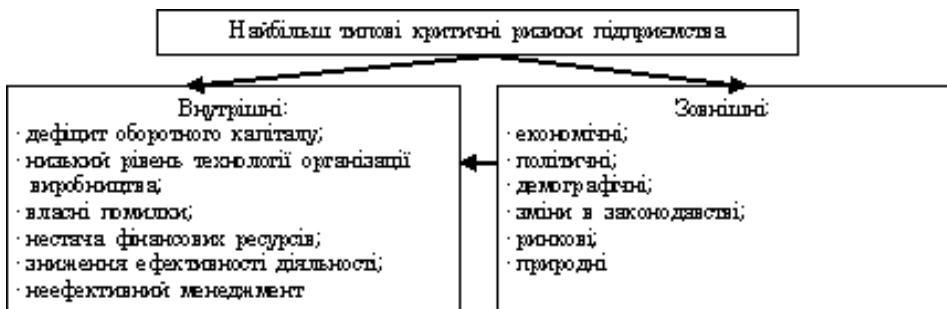 Найбільш типові критичні ризики підприємства
Внутрішні:
· дефіцит оборотного капіталу;
· низький рівень технології організації
виробництва;
· власні помилки;
· нестача фінансових ресурсів;
· зниження ефективності діяльності;
· неефективний менеджмент
Зовнішні:
· економічні;
· політичні;
· демографічні;
· зміни в законодавстві;
· ринкові;
· природні